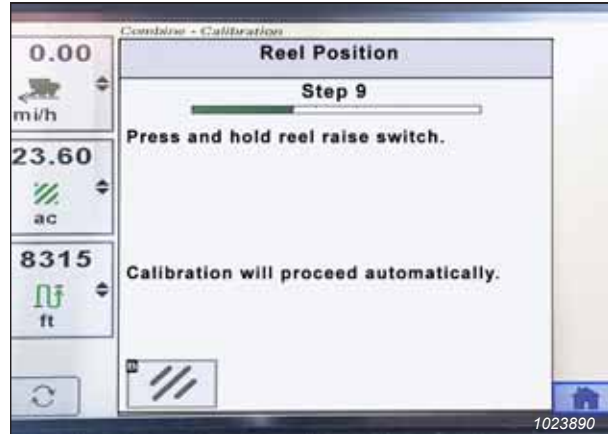 Combine - Calibration
0.00
mi/h
23.60
ac
8315
ft
Reel Position
Step 9
Press and hold reel raise switch.
Calibration will proceed automatically.
1023890